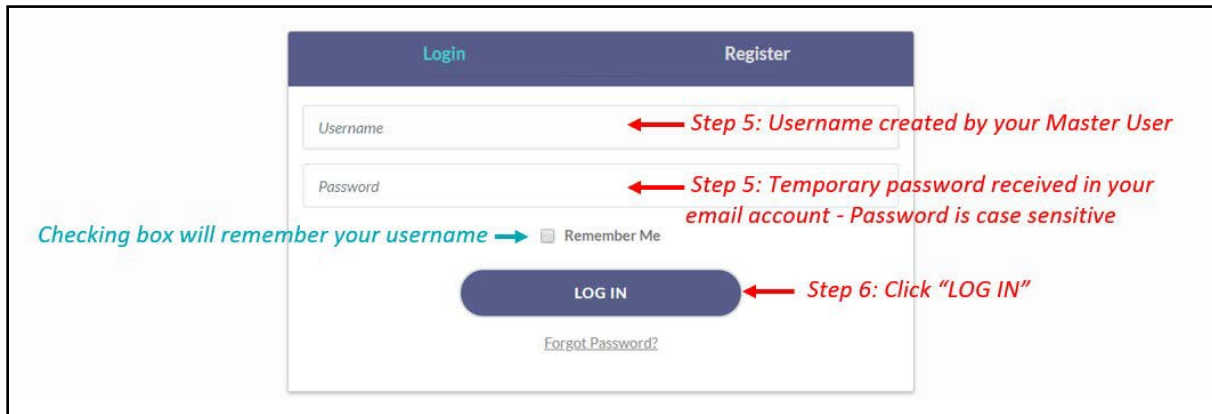 Login
Register
Username
Step 5: Username created by your Master User
Password
Step 5: Temporary password received in your
email account - Password is case sensitive
Checking box will remember your username
Remember Me
LOG IN
Step 6: Click “LOG IN”
Forgot Password?